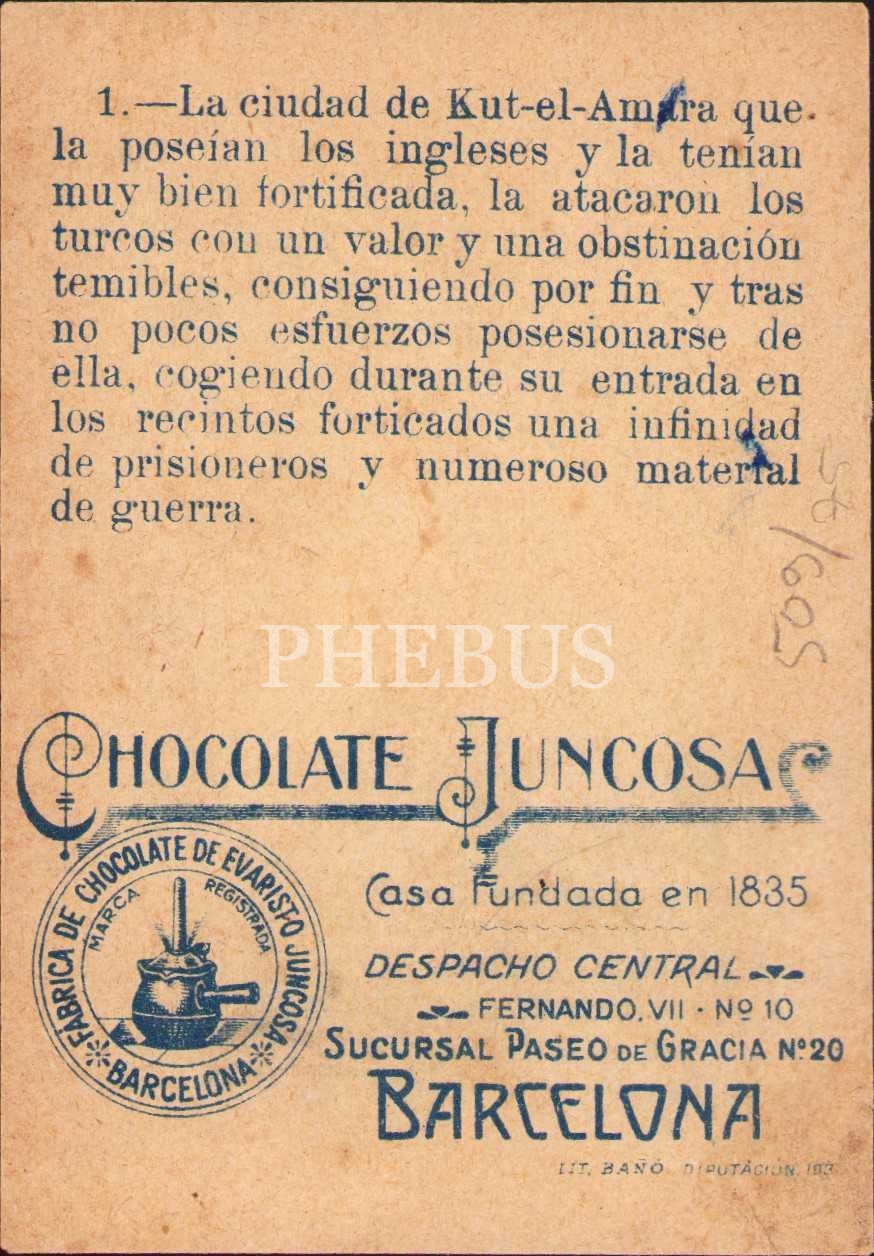 1.—La ciudad de Kut-el-Amara que
la poseían los ingleses y la tenían
muy bien fortificada, la atacaron los
turcos con un valor y una obstinación
temibles, consiguiendo por fin y tras
no pocos esfuerzos posesionarse de
ella, cogiendo durante su entrada en
los recintos forticados una infinidad
de prisioneros y numeroso material
de guerra.
PHEBUS
CHOCOLATE JUNCOSA
FÁBRICA DE CHOCOLATE DE EVARISTO JUNCOSA
BARCELONA
MARCA REGISTRADA
Casa Fundada en 1835
DESPACHO CENTRAL
FERNANDO, VII · Nº 10
SUCURSAL PASEO DE GRACIA Nº 20
BARCELONA
LIT. BAÑÓ DIPUTACIÓN,